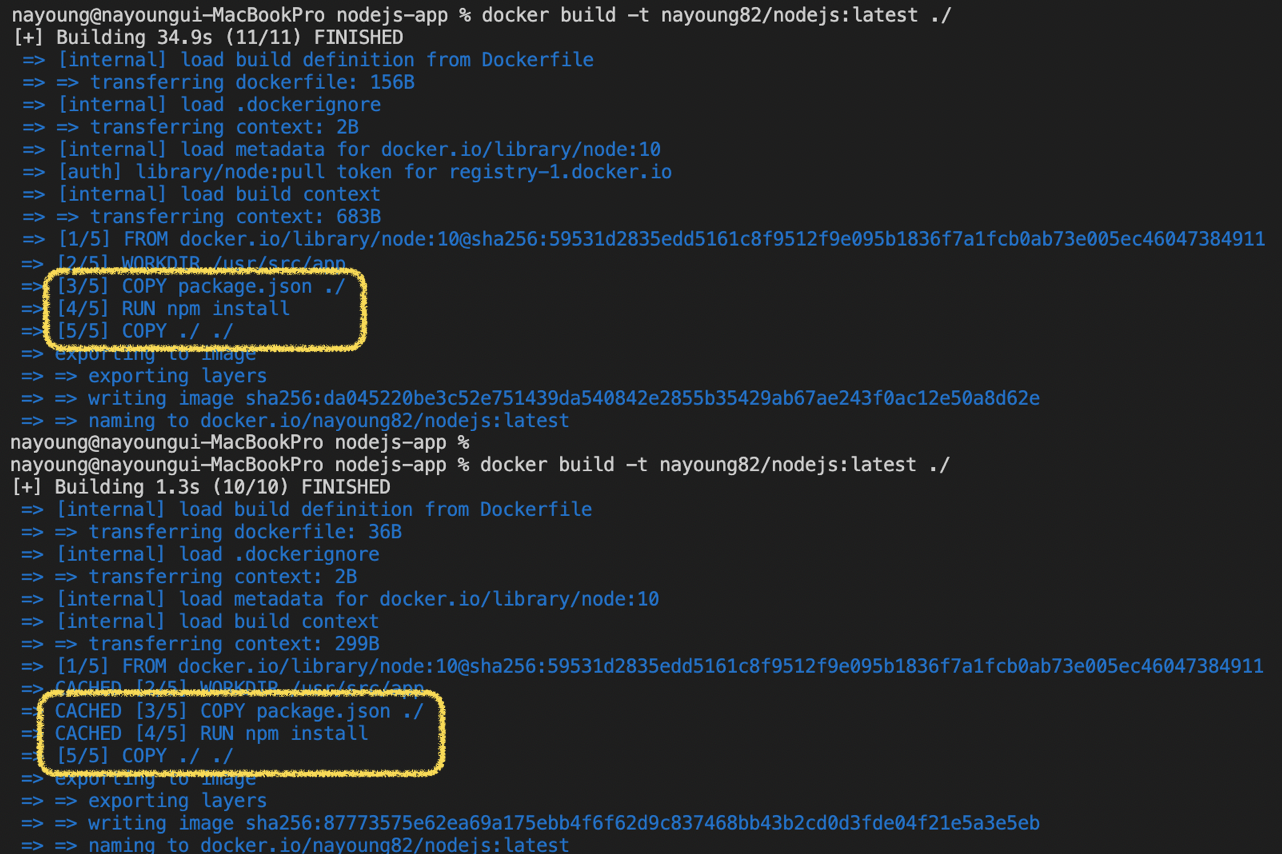 nayoung@nayoungui-MacBookPro nodejs-app % docker build -t nayoung82/nodejs:latest ./
[+] Building 34.9s (11/11) FINISHED
=> [internal] load build definition from Dockerfile
=> => transferring dockerfile: 156B
=> [internal] load .dockerignore
=> => transferring context: 2B
=> [internal] load metadata for docker.io/library/node:10
=> [auth] library/node:pull token for registry-1.docker.io
=> [internal] load build context
=> => transferring context: 683B
=> [1/5] FROM docker.io/library/node:10@sha256:59531d2835edd5161c8f9512f9e095b1836f7a1fcb0ab73e005ec46047384911
=> [2/5] WORKDIR /usr/src/app
=> [3/5] COPY package.json ./
=> [4/5] RUN npm install
=> [5/5] COPY ./ ./
=> exporting to image
=> => exporting layers
=> => writing image sha256:da045220be3c52e751439da540842e2855b35429ab67ae243f0ac12e50a8d62e
=> => naming to docker.io/nayoung82/nodejs:latest
nayoung@nayoungui-MacBookPro nodejs-app %
nayoung@nayoungui-MacBookPro nodejs-app % docker build -t nayoung82/nodejs:latest ./
[+] Building 1.3s (10/10) FINISHED
=> [internal] load build definition from Dockerfile
=> => transferring dockerfile: 36B
=> [internal] load .dockerignore
=> => transferring context: 2B
=> [internal] load metadata for docker.io/library/node:10
=> [internal] load build context
=> => transferring context: 299B
=> [1/5] FROM docker.io/library/node:10@sha256:59531d2835edd5161c8f9512f9e095b1836f7a1fcb0ab73e005ec46047384911
=> CACHED [2/5] WORKDIR /usr/src/app
=> CACHED [3/5] COPY package.json ./
=> CACHED [4/5] RUN npm install
=> [5/5] COPY ./ ./
=> exporting to image
=> => exporting layers
=> => writing image sha256:87773575e62ea69a175ebb4f6f62d9c837468bb43b2cd0d3fde04f21e5a3e5eb
=> => naming to docker.io/nayoung82/nodejs:latest